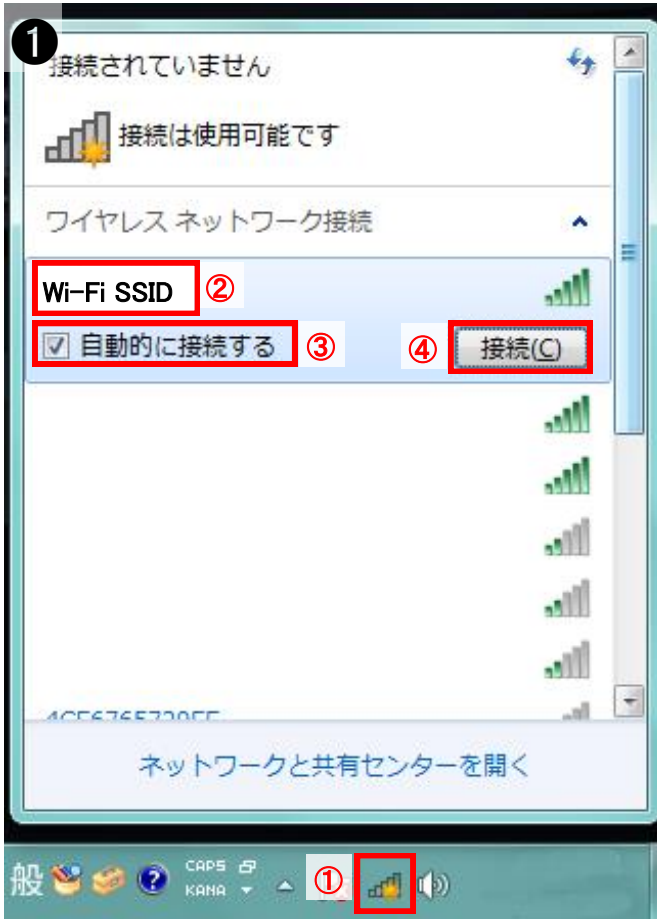 ❶
接続されていません
接続は使用可能です
ワイヤレス ネットワーク接続
Wi-Fi SSID ②
自動的に接続する ③ ④ 接続(C)
ネットワークと共有センターを開く
般 ? CAPS
KANA ①